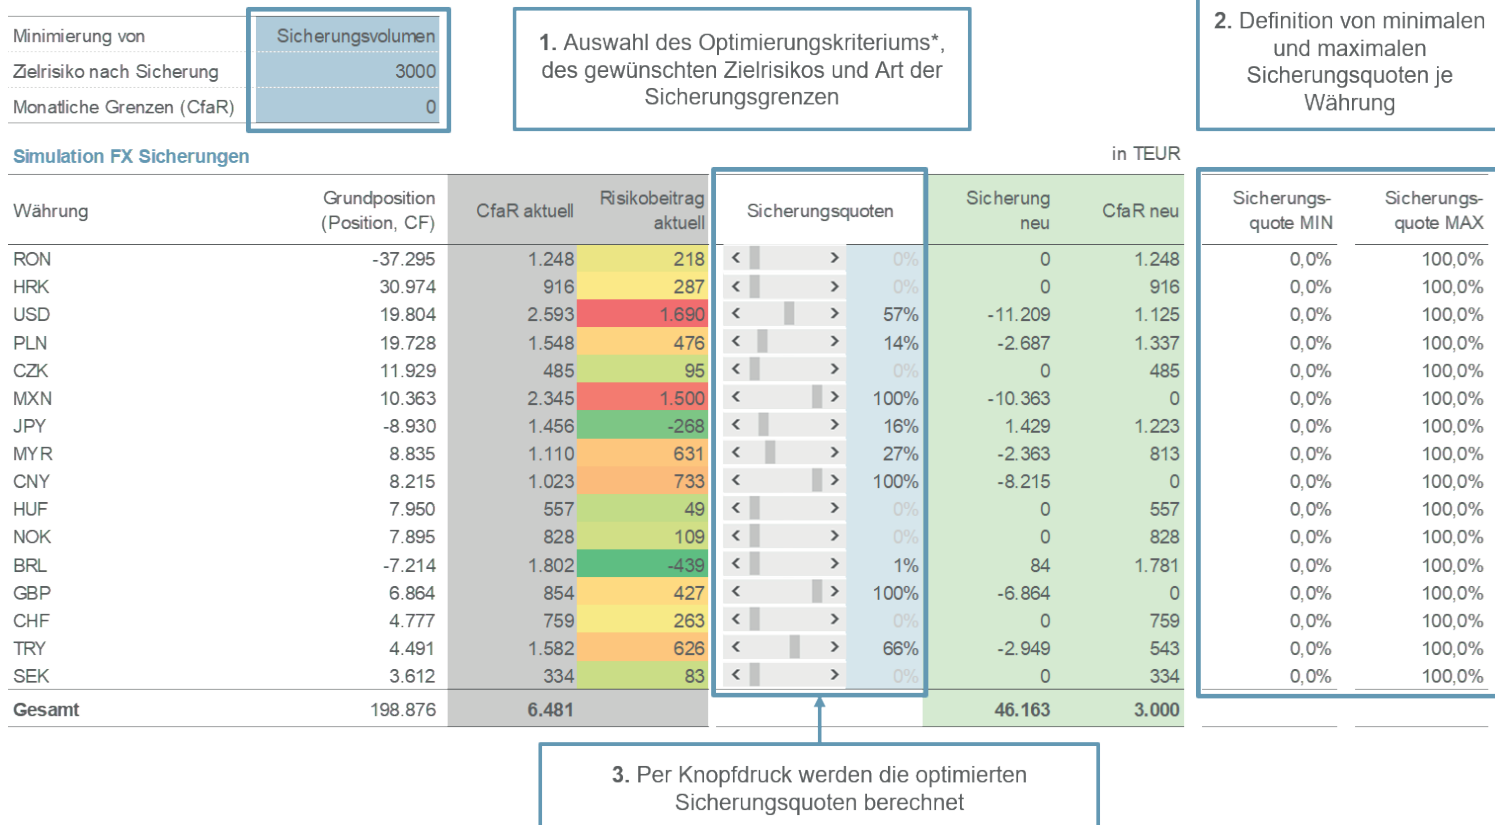 Minimierung von Sicherungsvolumen
Zielrisiko nach Sicherung 3000
Monatliche Grenzen (CfaR) 0
1. Auswahl des Optimierungskriteriums*,
des gewünschten Zielrisikos und Art der
Sicherungsgrenzen
2. Definition von minimalen
und maximalen
Sicherungsquoten je
Währung
Simulation FX Sicherungen in TEUR
Währung Grundposition (Position, CF) CfaR aktuell Risikobeitrag aktuell Sicherungsquoten Sicherung neu CfaR neu Sicherungs-quote MIN Sicherungs-quote MAX
RON -37.295 1.248 218 < > 0% 0 1.248 0,0% 100,0%
HRK 30.974 916 287 < > 0% 0 916 0,0% 100,0%
USD 19.804 2.593 1.690 < > 57% -11.209 1.125 0,0% 100,0%
PLN 19.728 1.548 476 < > 14% -2.687 1.337 0,0% 100,0%
CZK 11.929 485 95 < > 0% 0 485 0,0% 100,0%
MXN 10.363 2.345 1.500 < > 100% -10.363 0 0,0% 100,0%
JPY -8.930 1.456 -268 < > 16% 1.429 1.223 0,0% 100,0%
MYR 8.835 1.110 631 < > 27% -2.363 813 0,0% 100,0%
CNY 8.215 1.023 733 < > 100% -8.215 0 0,0% 100,0%
HUF 7.950 557 49 < > 0% 0 557 0,0% 100,0%
NOK 7.895 828 109 < > 0% 0 828 0,0% 100,0%
BRL -7.214 1.802 -439 < > 1% 84 1.781 0,0% 100,0%
GBP 6.864 854 427 < > 100% -6.864 0 0,0% 100,0%
CHF 4.777 759 263 < > 0% 0 759 0,0% 100,0%
TRY 4.491 1.582 626 < > 66% -2.949 543 0,0% 100,0%
SEK 3.612 334 83 < > 0% 0 334 0,0% 100,0%
Gesamt 198.876 6.481 46.163 3.000
3. Per Knopfdruck werden die optimierten
Sicherungsquoten berechnet